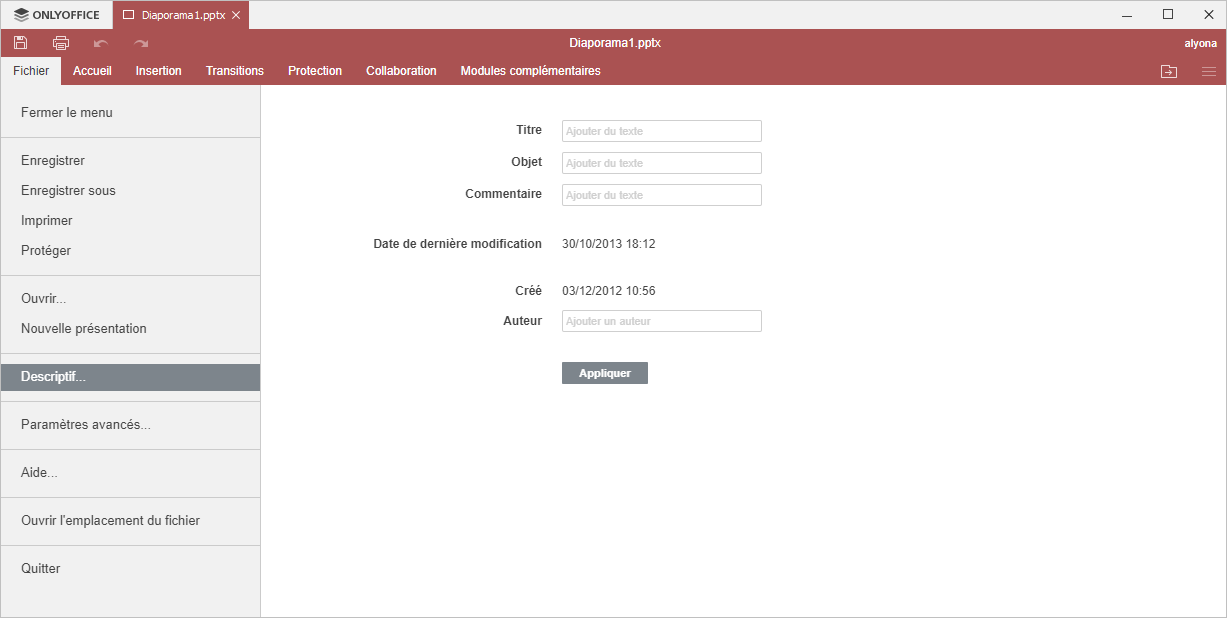 ONLYOFFICE
Diaporama1.pptx
Diaporama1.pptx
alyona
Fichier Accueil Insertion Transitions Protection Collaboration Modules complémentaires
Fermer le menu
Enregistrer
Enregistrer sous
Imprimer
Protéger
Ouvrir...
Nouvelle présentation
Descriptif...
Paramètres avancés...
Aide...
Ouvrir l'emplacement du fichier
Quitter
Titre Ajouter du texte
Objet Ajouter du texte
Commentaire Ajouter du texte
Date de dernière modification 30/10/2013 18:12
Créé 03/12/2012 10:56
Auteur Ajouter un auteur
Appliquer